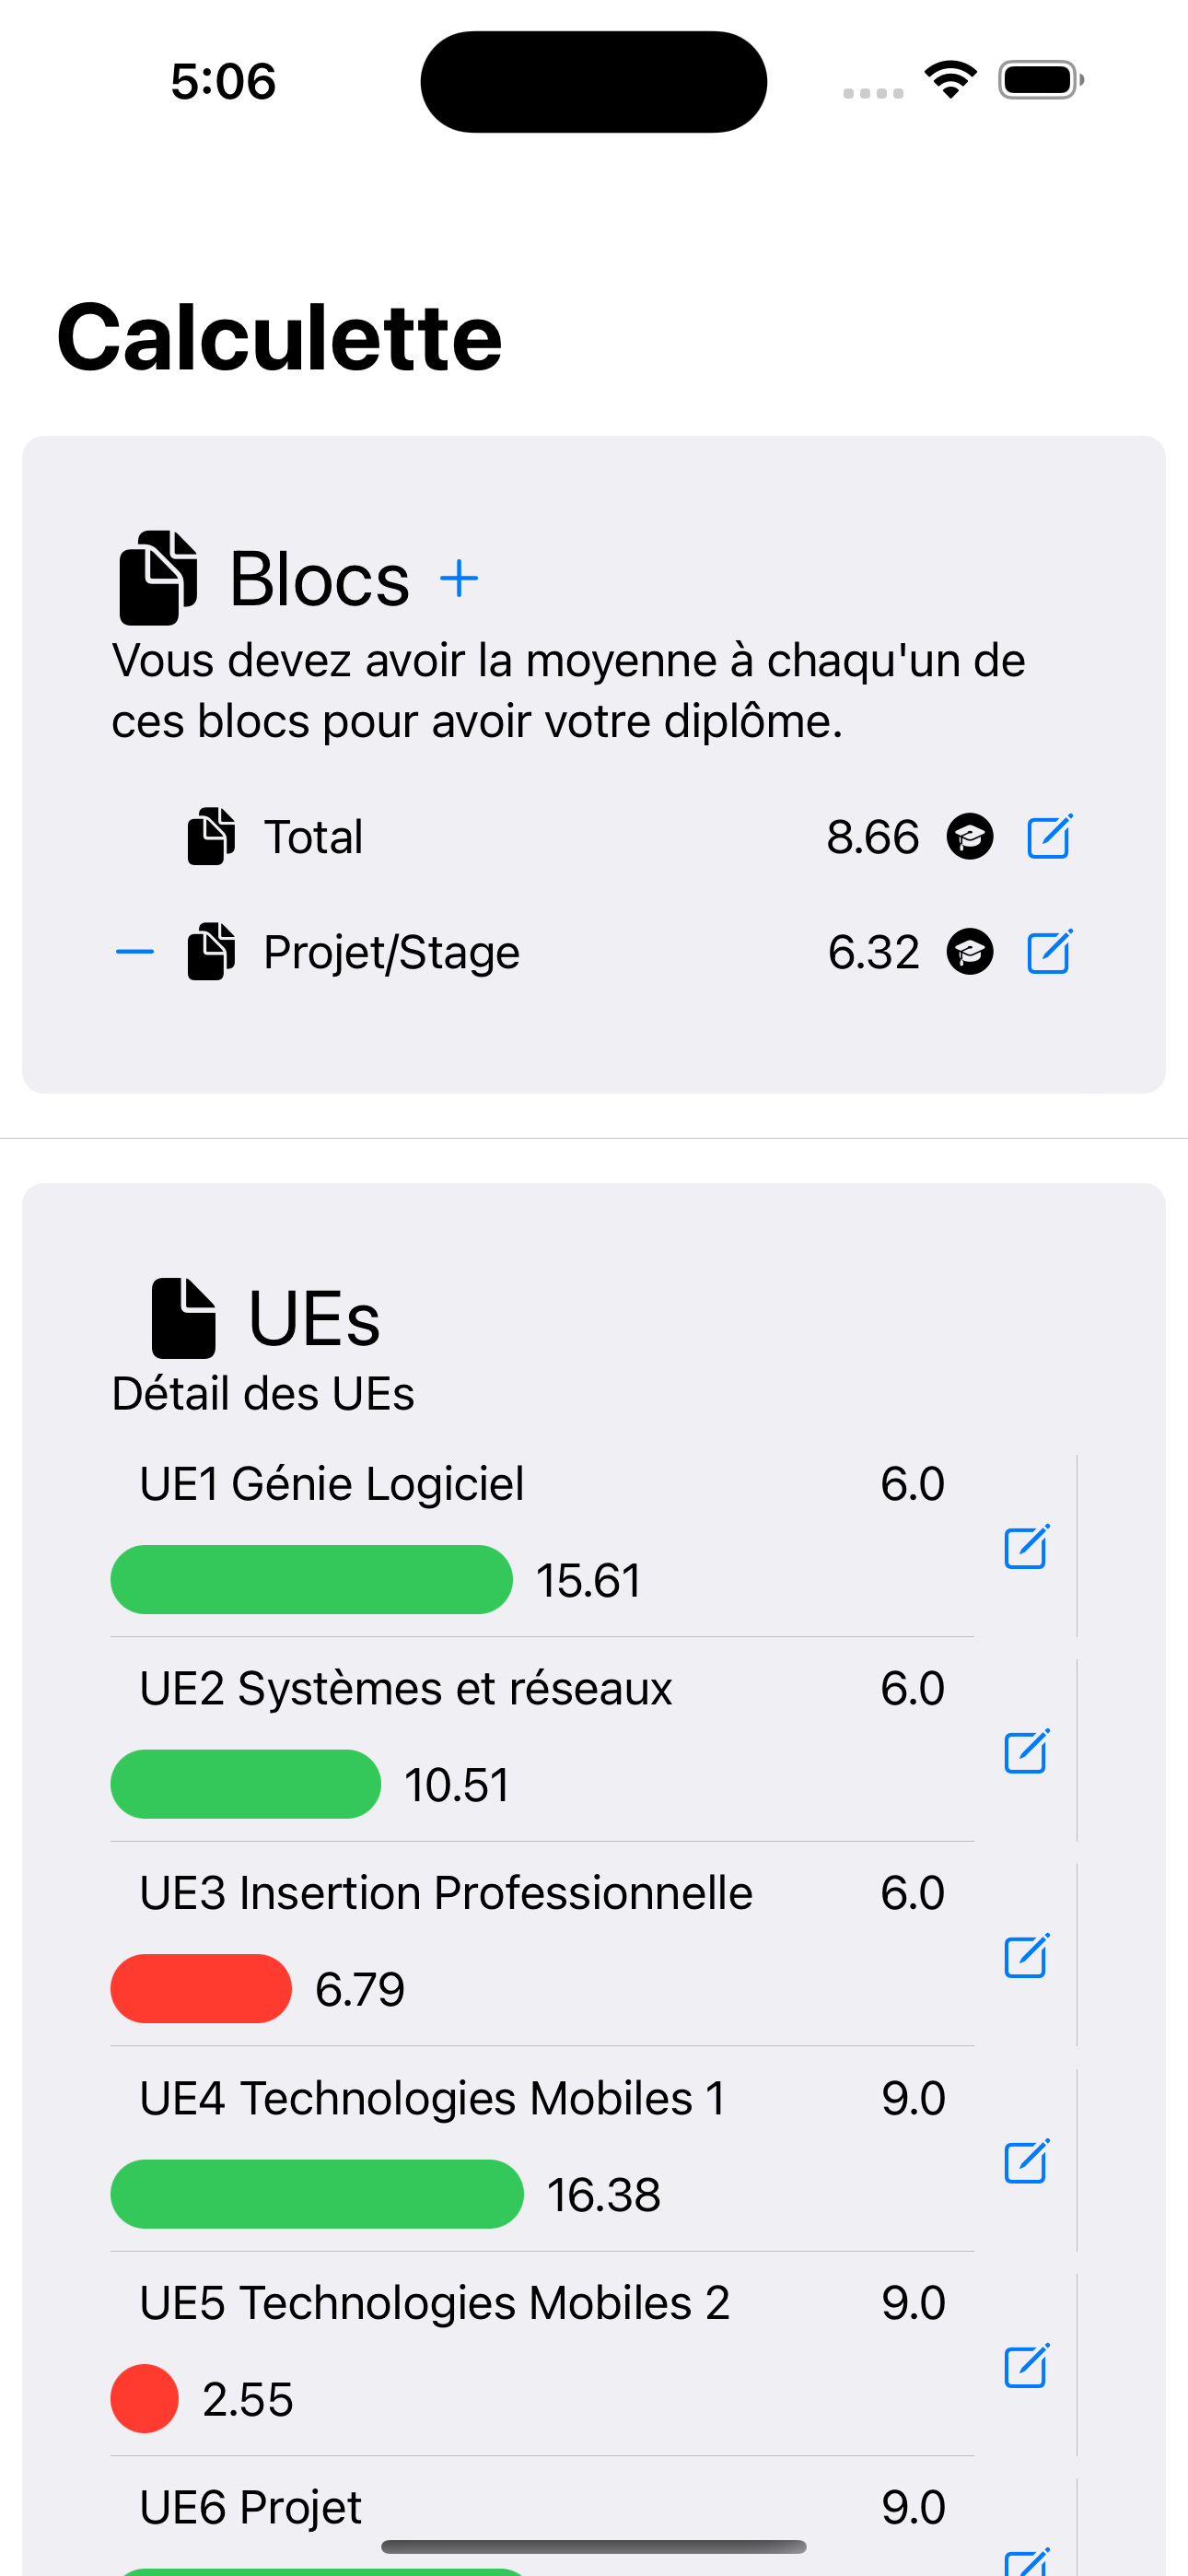 5:06
Calculette
Blocs
Vous devez avoir la moyenne à chaqu'un de
ces blocs pour avoir votre diplôme.
Total 8.66
Projet/Stage 6.32
UEs
Détail des UEs
UE1 Génie Logiciel 6.0
15.61
UE2 Systèmes et réseaux 6.0
10.51
UE3 Insertion Professionnelle 6.0
6.79
UE4 Technologies Mobiles 1 9.0
16.38
UE5 Technologies Mobiles 2 9.0
2.55
UE6 Projet 9.0